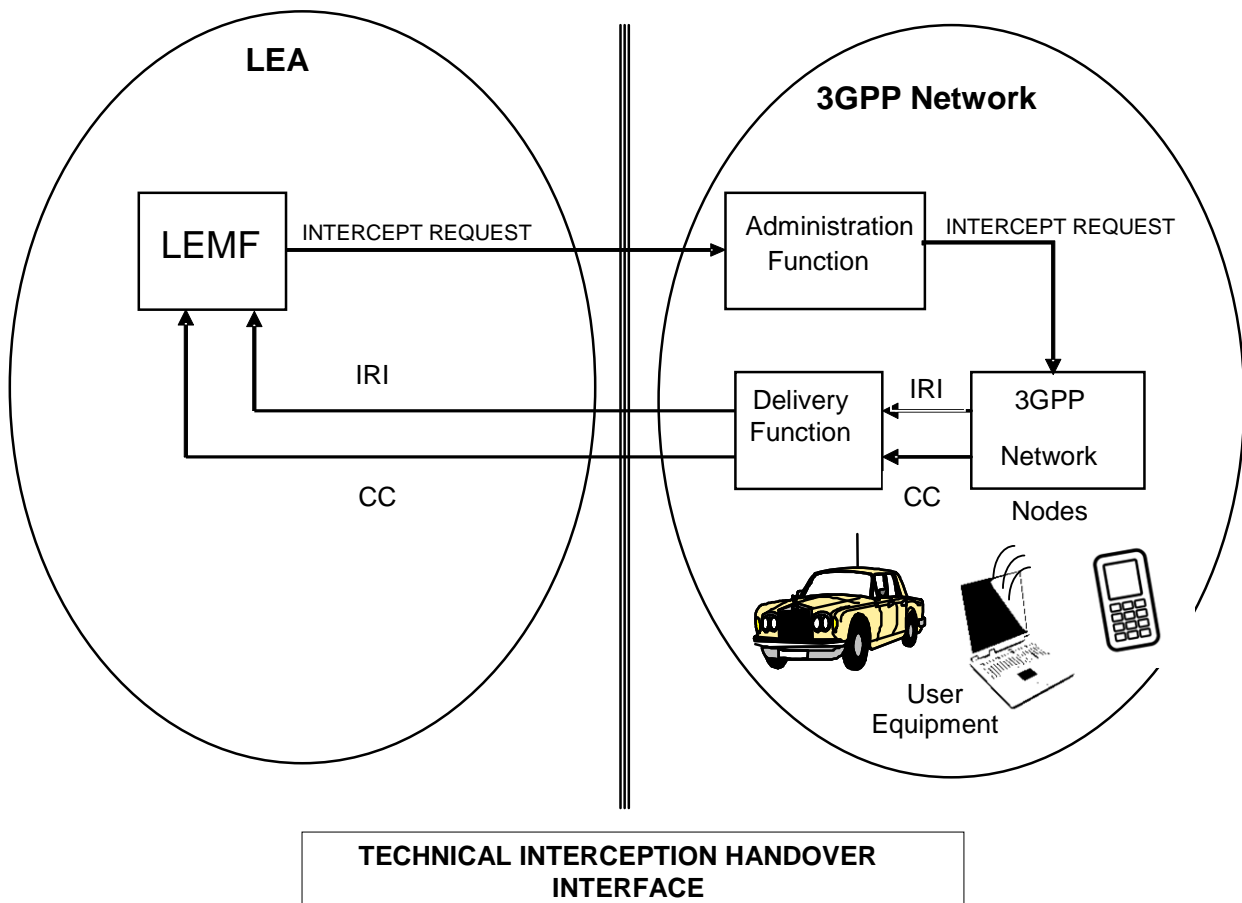 LEA
3GPP Network
LEMF
INTERCEPT REQUEST
Administration
Function
INTERCEPT REQUEST
IRI
CC
Delivery
Function
IRI
CC
3GPP
Network
Nodes
User
Equipment
TECHNICAL INTERCEPTION HANDOVER
INTERFACE